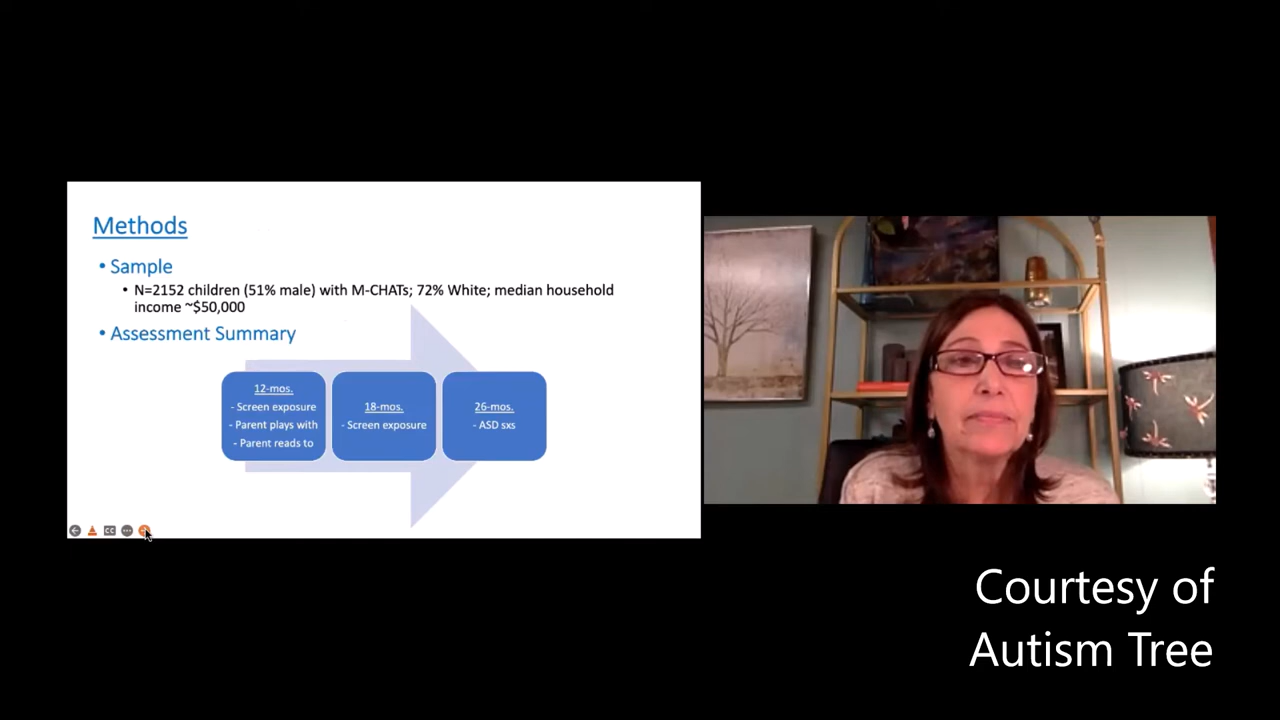 Methods
• Sample
• N=2152 children (51% male) with M-CHATs; 72% White; median household
income ~$50,000
• Assessment Summary
12-mos.
- Screen exposure
- Parent plays with
- Parent reads to
18-mos.
- Screen exposure
26-mos.
- ASD sxs
CC
Courtesy of
Autism Tree